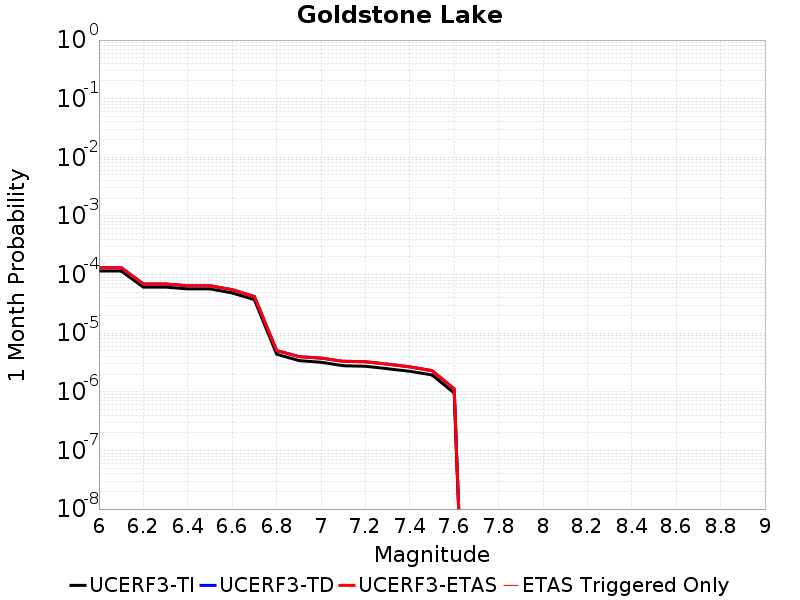 Goldstone Lake
1 Month Probability
10^0
10^-1
10^-2
10^-3
10^-4
10^-5
10^-6
10^-7
10^-8
6 6.2 6.4 6.6 6.8 7 7.2 7.4 7.6 7.8 8 8.2 8.4 8.6 8.8 9
Magnitude
UCERF3-TI UCERF3-TD UCERF3-ETAS ETAS Triggered Only